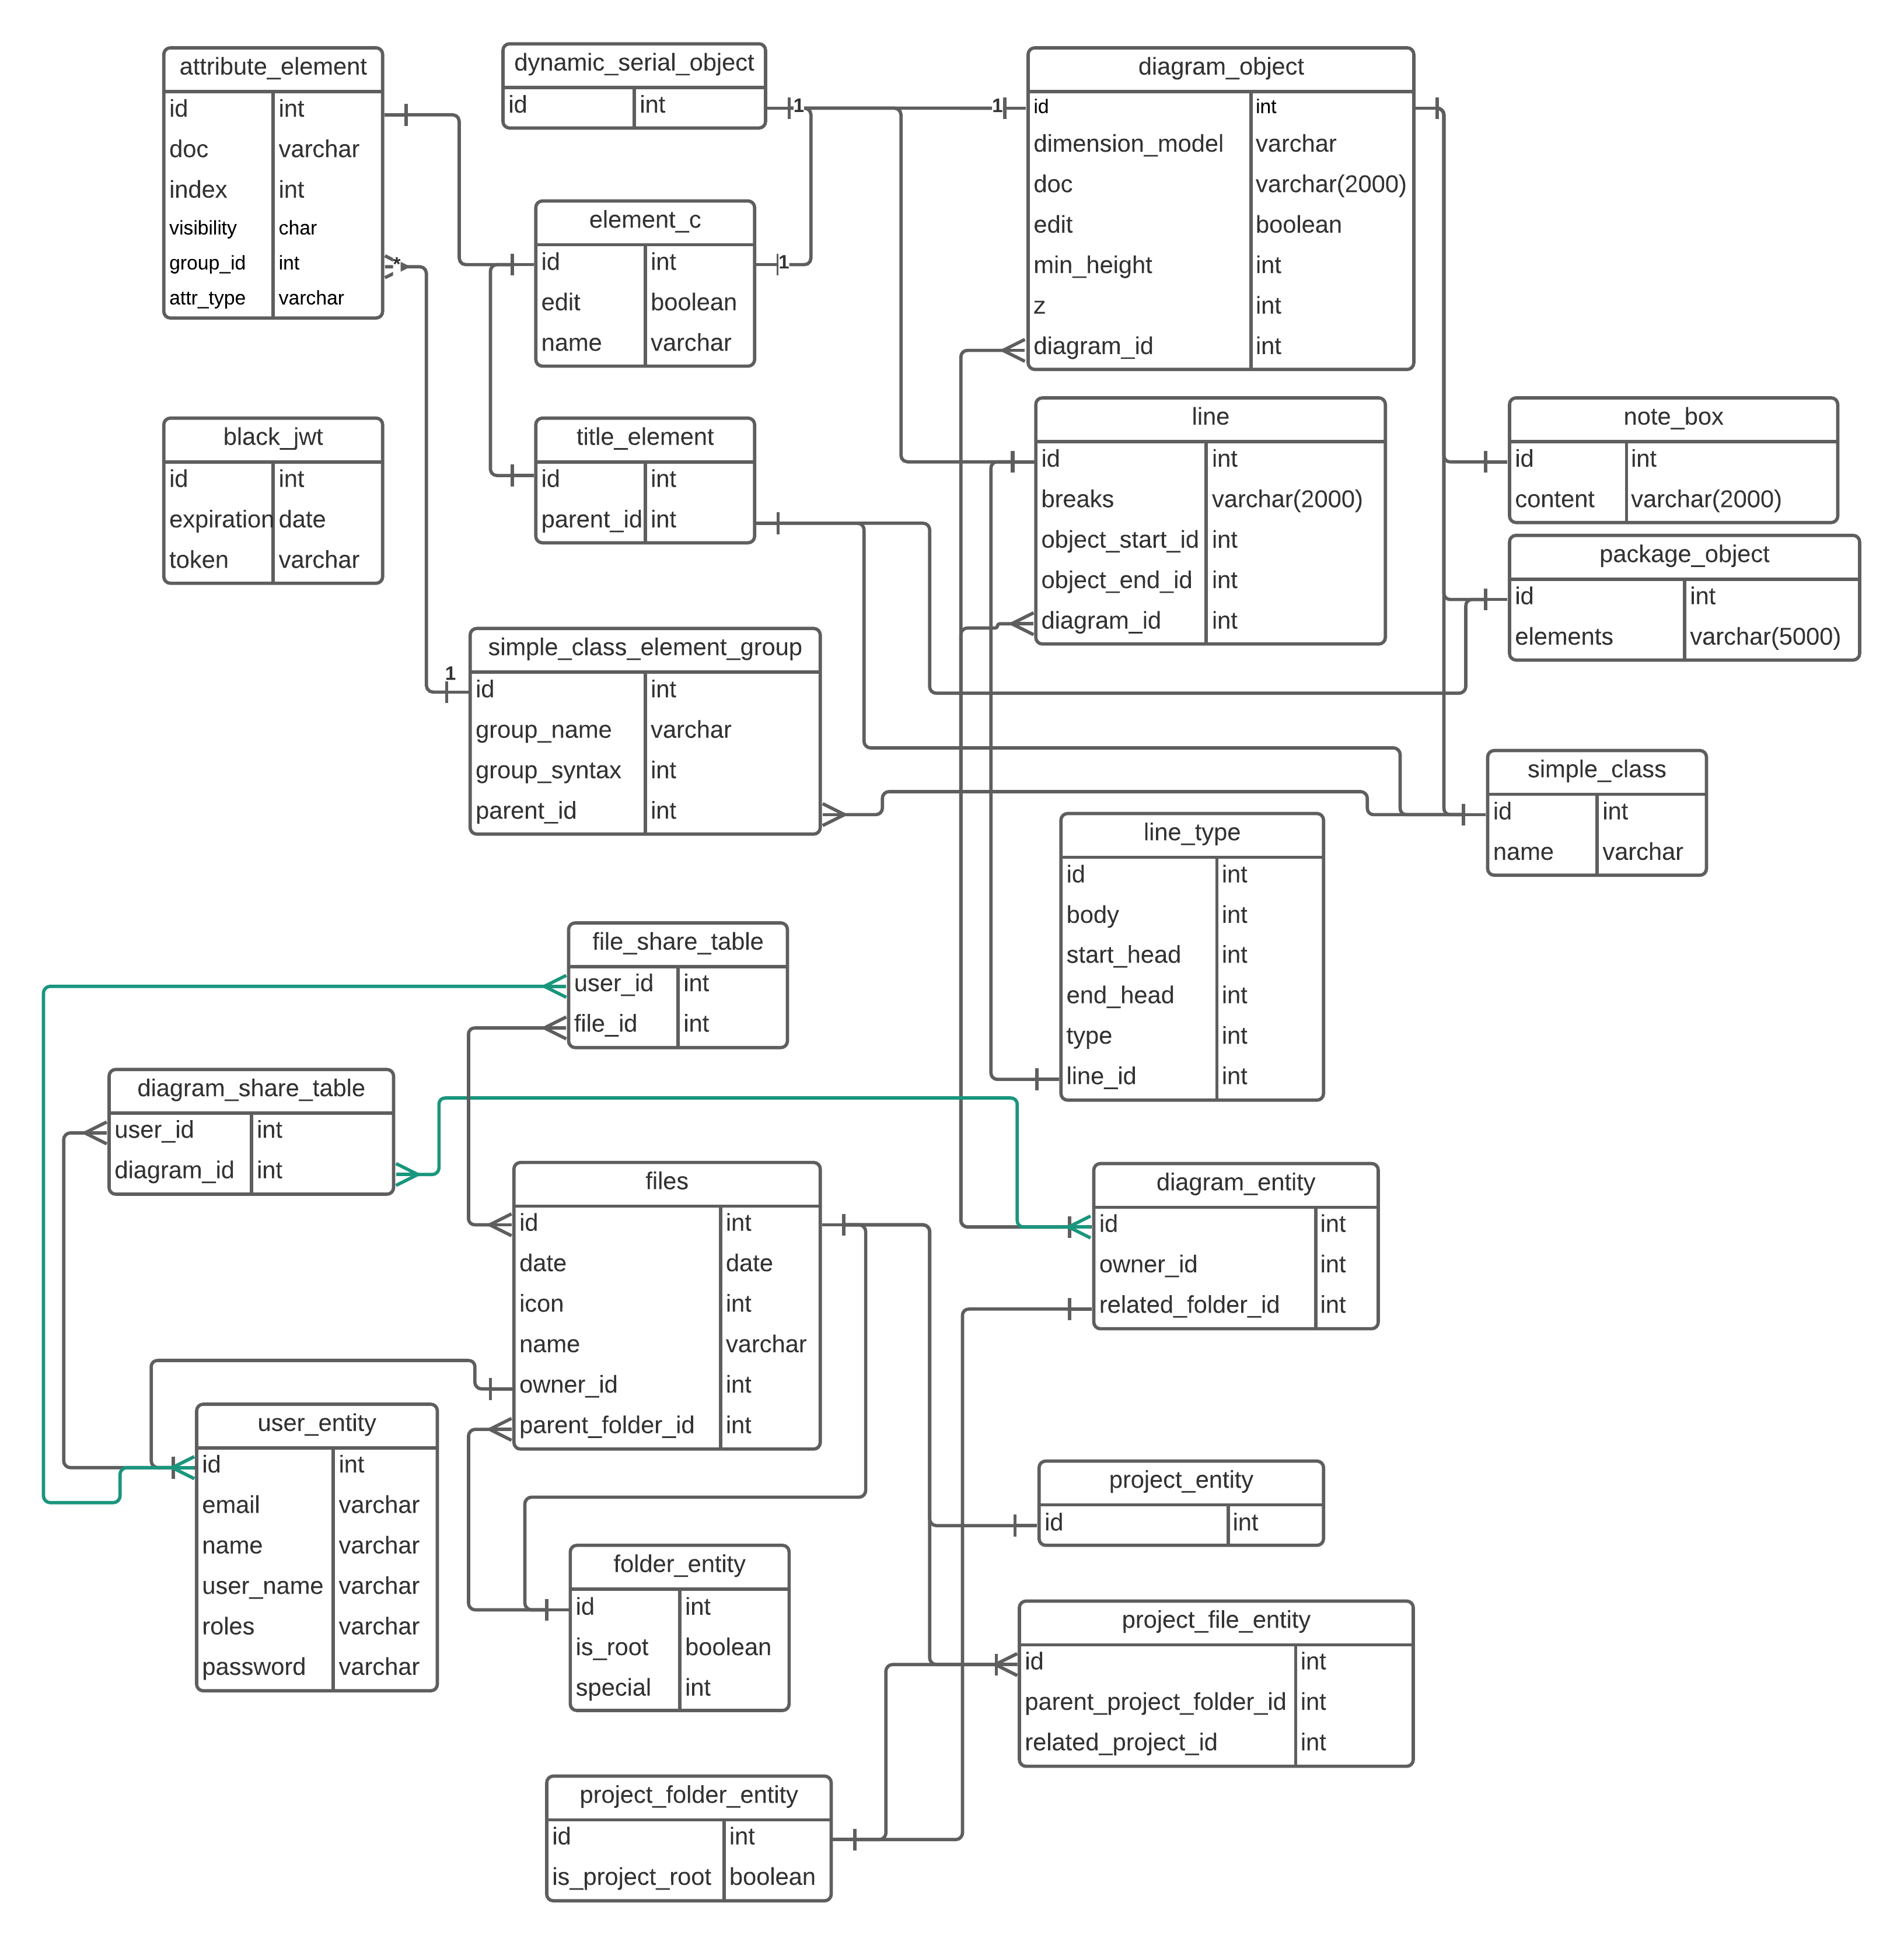 attribute_element
id int
doc varchar
index int
visibility char
group_id int
attr_type varchar
*
dynamic_serial_object
id int
1
1
diagram_object
id int
dimension_model varchar
doc varchar(2000)
edit boolean
min_height int
z int
diagram_id int
element_c
id int
edit boolean
name varchar
1
black_jwt
id int
expiration date
token varchar
title_element
id int
parent_id int
line
id int
breaks varchar(2000)
object_start_id int
object_end_id int
diagram_id int
note_box
id int
content varchar(2000)
package_object
id int
elements varchar(5000)
1
simple_class_element_group
id int
group_name varchar
group_syntax int
parent_id int
simple_class
id int
name varchar
line_type
id int
body int
start_head int
end_head int
type int
line_id int
file_share_table
user_id int
file_id int
diagram_share_table
user_id int
diagram_id int
files
id int
date date
icon int
name varchar
owner_id int
parent_folder_id int
diagram_entity
id int
owner_id int
related_folder_id int
user_entity
id int
email varchar
name varchar
user_name varchar
roles varchar
password varchar
project_entity
id int
folder_entity
id int
is_root boolean
special int
project_file_entity
id int
parent_project_folder_id int
related_project_id int
project_folder_entity
id int
is_project_root boolean